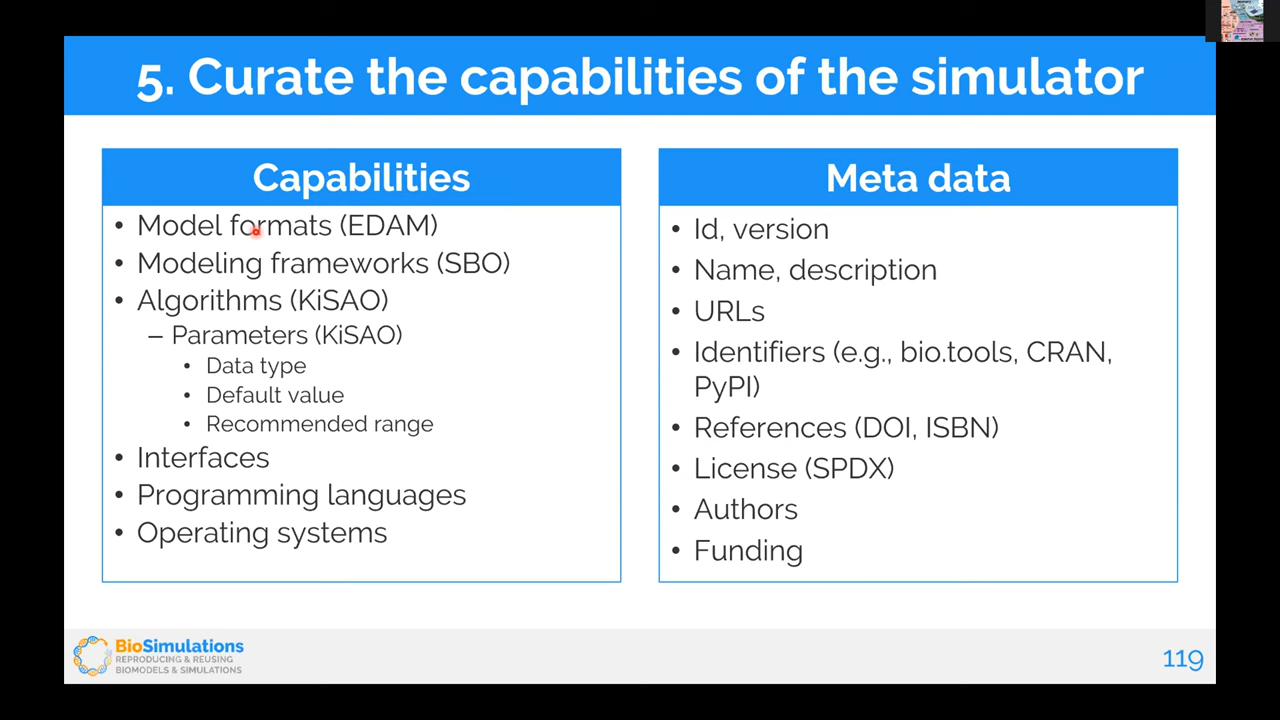 5. Curate the capabilities of the simulator
Capabilities
• Model formats (EDAM)
• Modeling frameworks (SBO)
• Algorithms (KiSAO)
– Parameters (KiSAO)
• Data type
• Default value
• Recommended range
• Interfaces
• Programming languages
• Operating systems
Meta data
• Id, version
• Name, description
• URLs
• Identifiers (e.g., bio.tools, CRAN,
PyPI)
• References (DOI, ISBN)
• License (SPDX)
• Authors
• Funding
BioSimulations
REPRODUCING & REUSING
BIOMODELS & SIMULATIONS
119